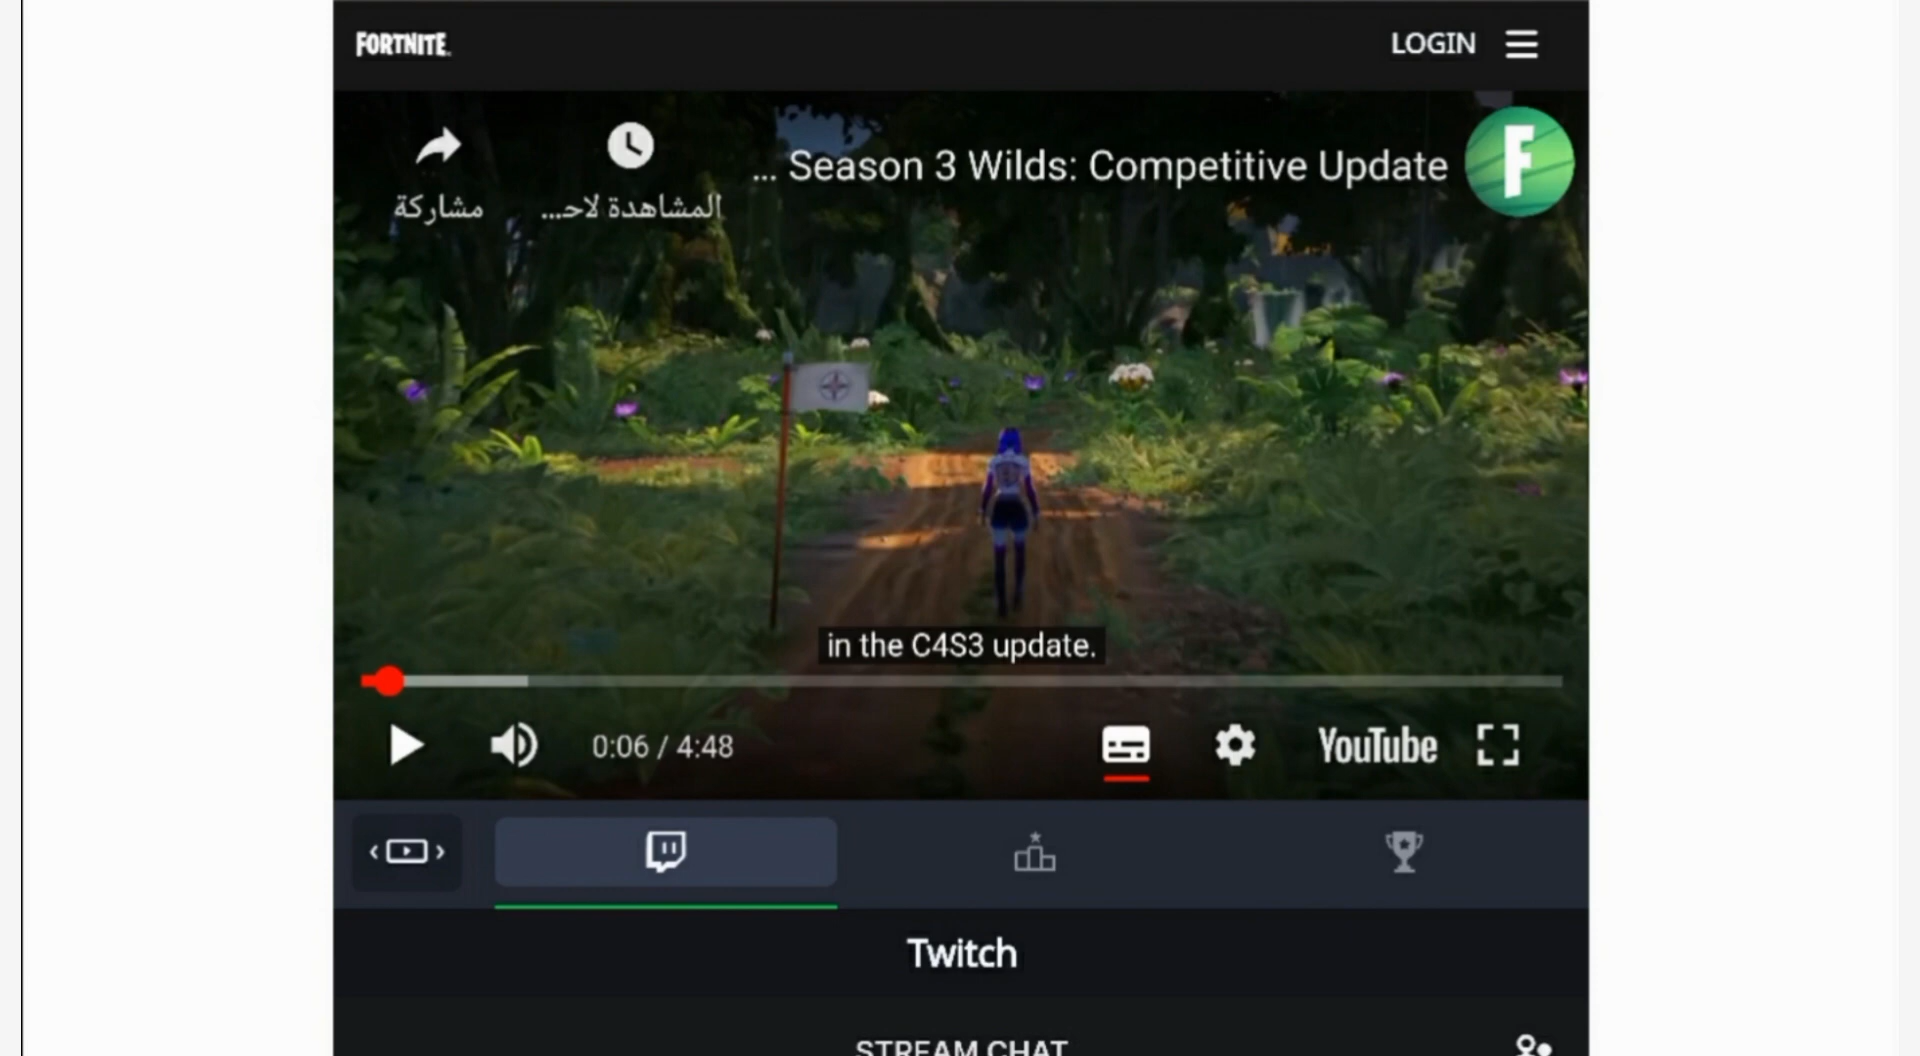 FORTNITE
LOGIN
... Season 3 Wilds: Competitive Update
مشاركة
المشاهدة لاحـ...
in the C4S3 update.
0:06 / 4:48
YouTube
Twitch
STREAM CHAT